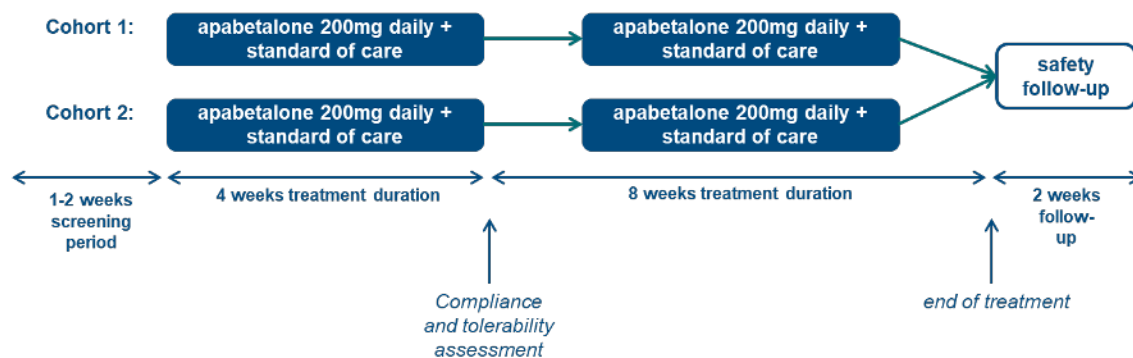 Cohort 1:
apabetalone 200mg daily +
standard of care
apabetalone 200mg daily +
standard of care
safety
follow-up
Cohort 2:
apabetalone 200mg daily +
standard of care
apabetalone 200mg daily +
standard of care
1-2 weeks
screening
period
4 weeks treatment duration
8 weeks treatment duration
2 weeks
follow-
up
Compliance
and tolerability
assessment
end of treatment